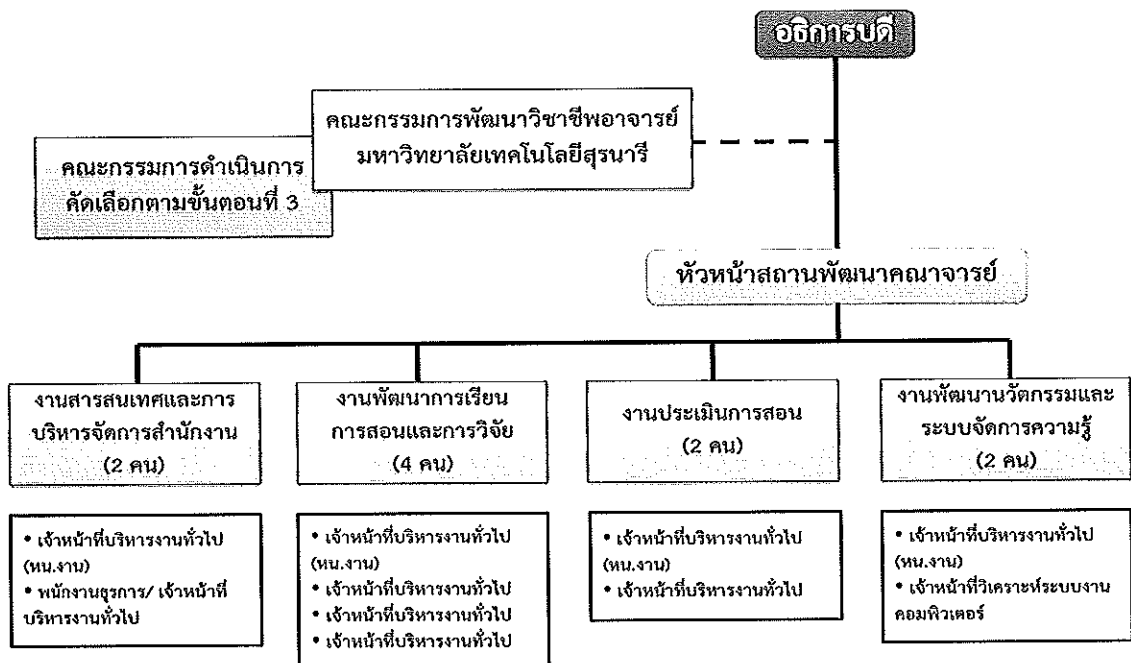 อธิการบดี
คณะกรรมการพัฒนาวิชาชีพอาจารย์
มหาวิทยาลัยเทคโนโลยีสุรนารี
คณะกรรมการดำเนินการ
คัดเลือกตามขั้นตอนที่ 3
หัวหน้าสถานพัฒนาคณาจารย์
งานสารสนเทศและการ
บริหารจัดการสำนักงาน
(2 คน)
งานพัฒนาการเรียน
การสอนและการวิจัย
(4 คน)
งานประเมินการสอน
(2 คน)
งานพัฒนานวัตกรรมและ
ระบบจัดการความรู้
(2 คน)
• เจ้าหน้าที่บริหารงานทั่วไป
(หน.งาน)
• พนักงานธุรการ/ เจ้าหน้าที่
บริหารงานทั่วไป
• เจ้าหน้าที่บริหารงานทั่วไป
(หน.งาน)
• เจ้าหน้าที่บริหารงานทั่วไป
• เจ้าหน้าที่บริหารงานทั่วไป
• เจ้าหน้าที่บริหารงานทั่วไป
• เจ้าหน้าที่บริหารงานทั่วไป
(หน.งาน)
• เจ้าหน้าที่บริหารงานทั่วไป
• เจ้าหน้าที่บริหารงานทั่วไป
(หน.งาน)
• เจ้าหน้าที่วิเคราะห์ระบบงาน
คอมพิวเตอร์